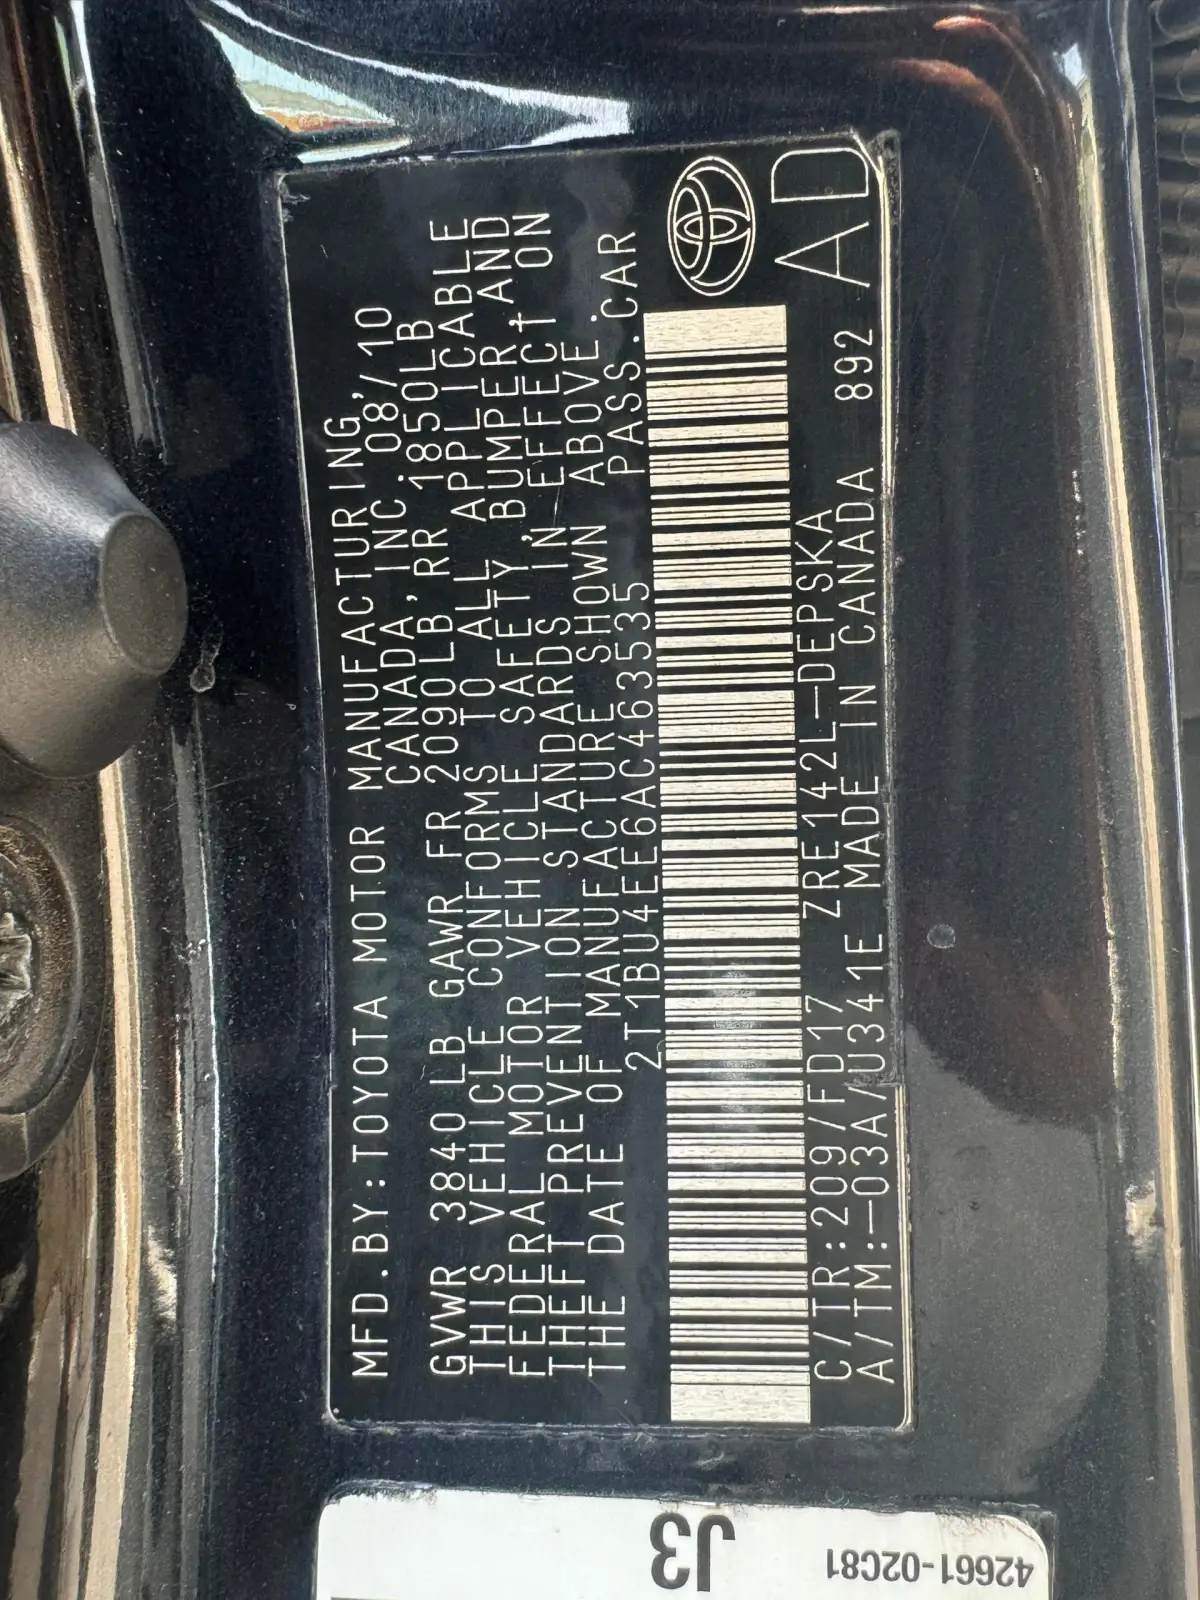 MFD.BY:TOYOTA MOTOR MANUFACTURING,
CANADA, INC. 08/10
GVWR 3840 LB GAWR FR 2090LB, RR 1850LB
THIS VEHICLE CONFORMS TO ALL APPLICABLE
FEDERAL MOTOR VEHICLE SAFETY, BUMPER, AND
THEFT PREVENTION STANDARDS IN EFFECT ON
THE DATE OF MANUFACTURE SHOWN ABOVE.
2T1BU4EE6AC463535 PASS.CAR
C/TR:209/FD17 ZRE142L-DEPSKA
A/TM:-03A/U341E MADE IN CANADA 892
AD
J3
42661-02C81